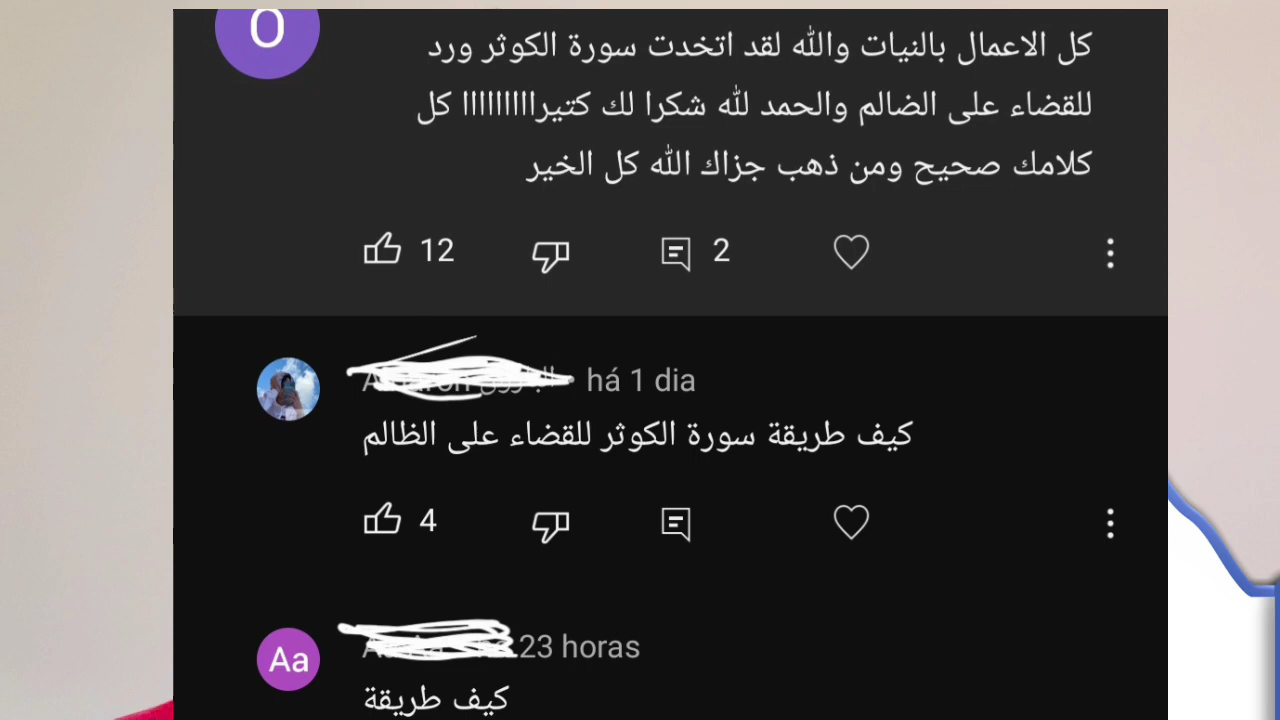 O
كل الاعمال بالنيات والله لقد اتخدت سورة الكوثر ورد
للقضاء على الضالم والحمد لله شكرا لك كتيرااااااااا كل
كلامك صحيح ومن ذهب جزاك الله كل الخير
12
2
há 1 dia
كيف طريقة سورة الكوثر للقضاء على الظالم
4
Aa
23 horas
كيف طريقة